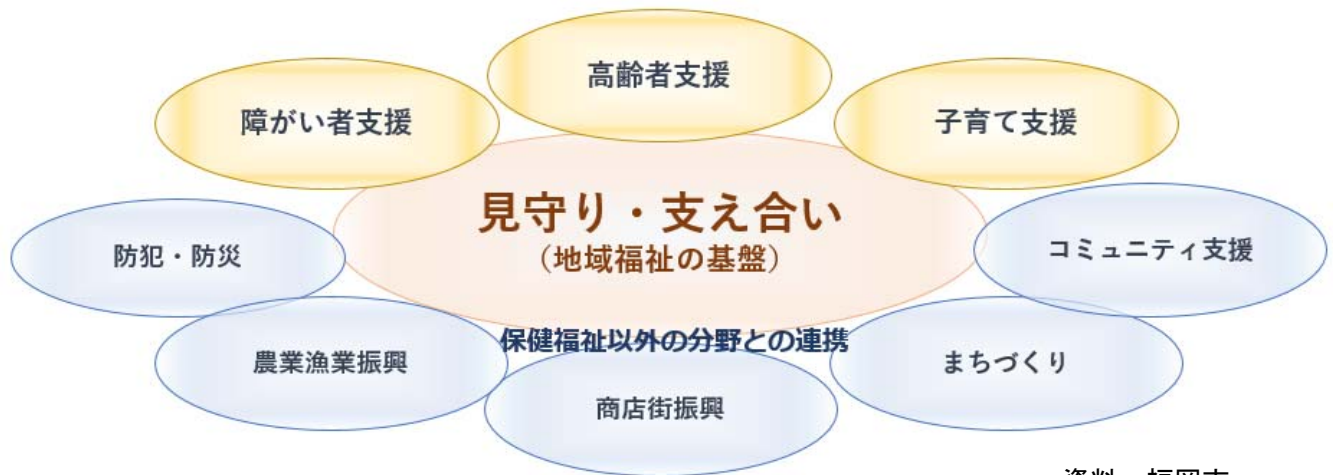 高齢者支援
障がい者支援
子育て支援
見守り・支え合い
（地域福祉の基盤）
防犯・防災
コミュニティ支援
保健福祉以外の分野との連携
農業漁業振興
まちづくり
商店街振興